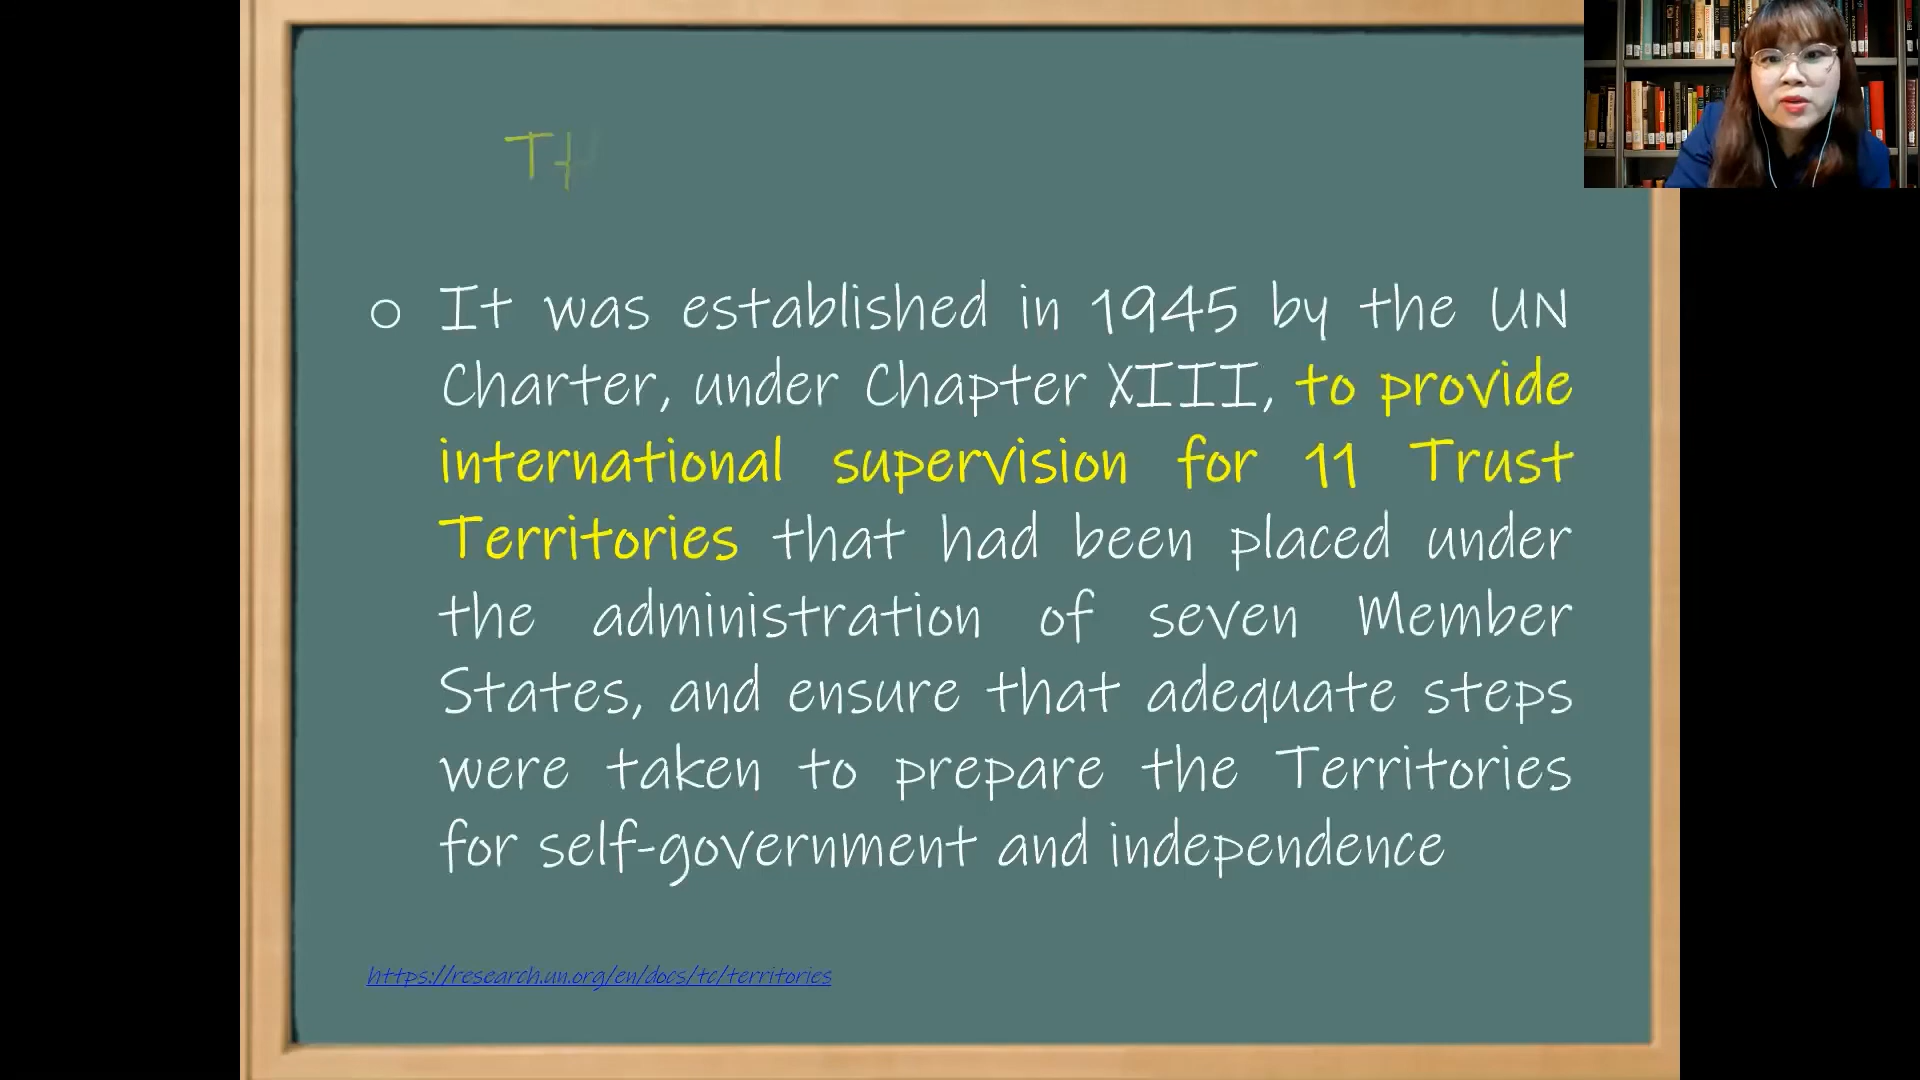 TH
It was established in 1945 by the UN
Charter, under Chapter XIII, to provide
international supervision for 11 Trust
Territories that had been placed under
the administration of seven Member
States, and ensure that adequate steps
were taken to prepare the Territories
for self-government and independence
https://research.un.org/en/docs/tc/territories